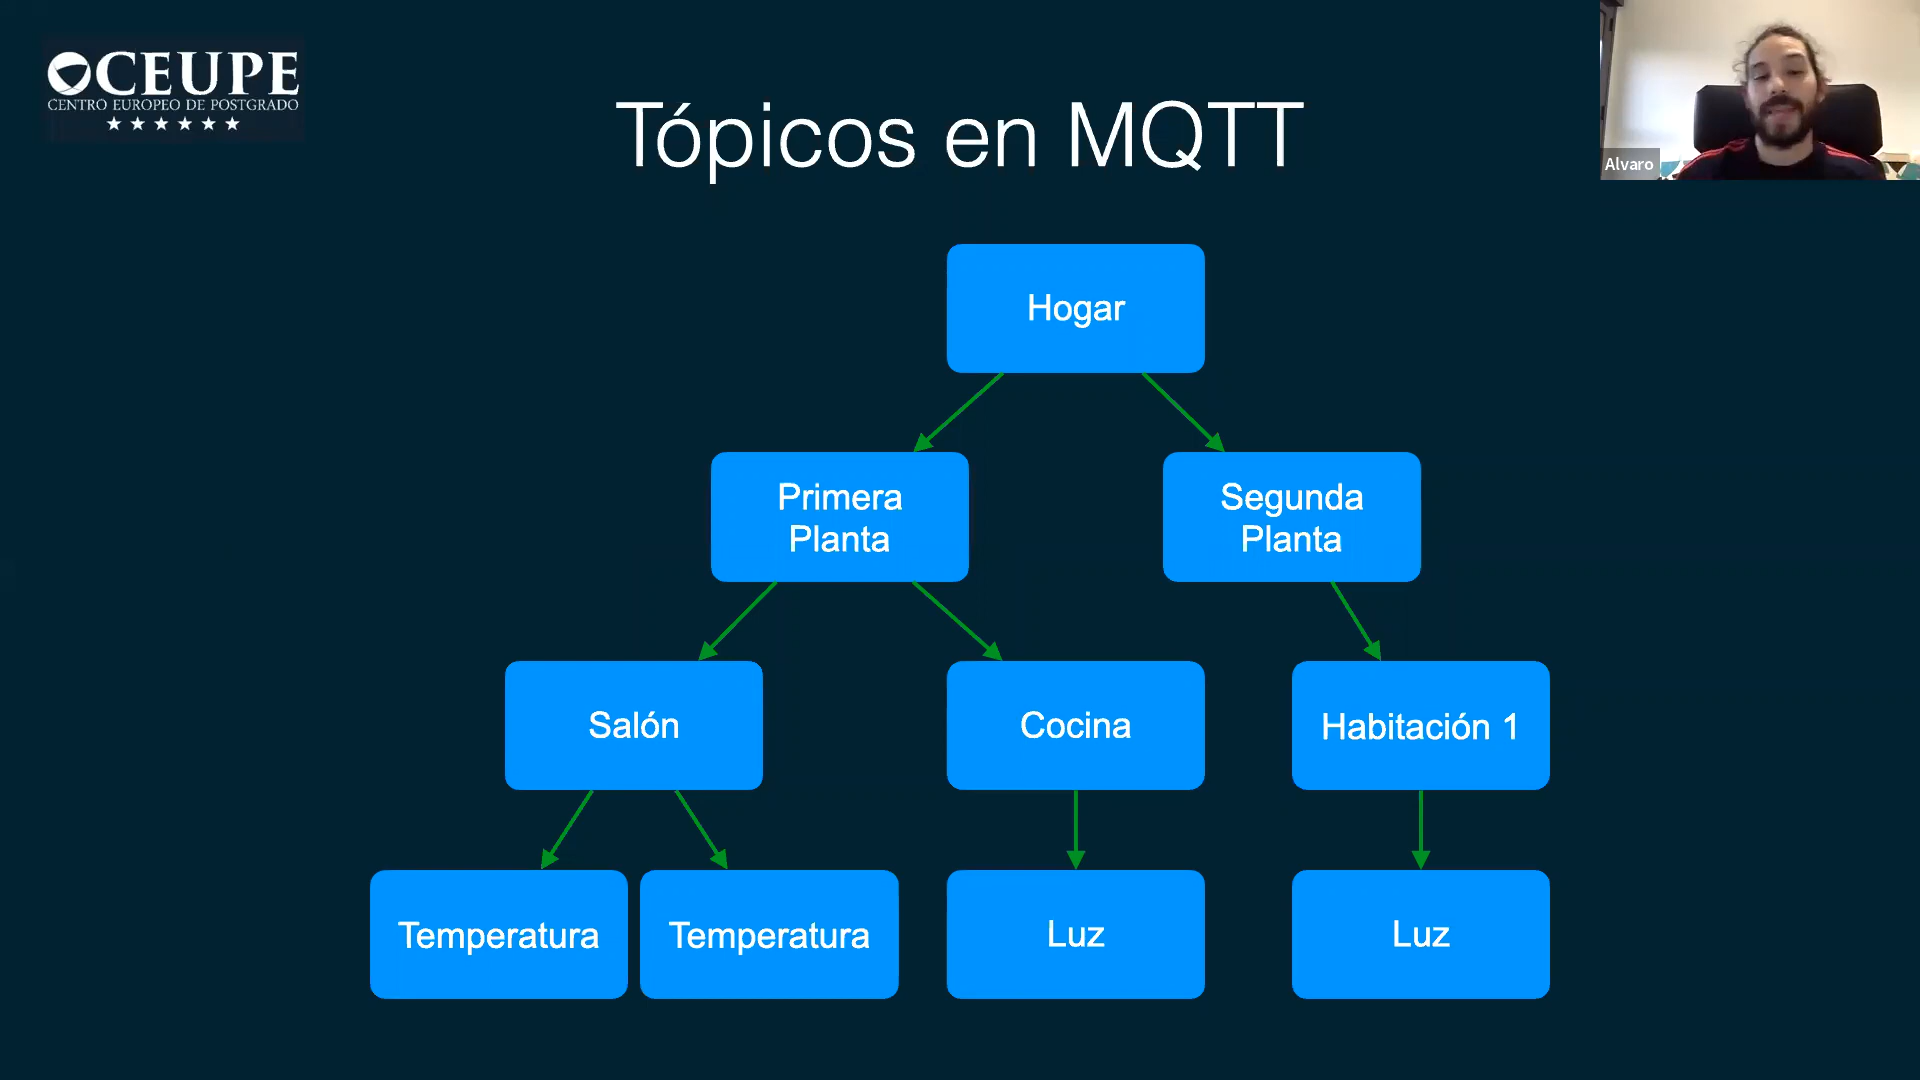 CEUPE
CENTRO EUROPEO DE POSTGRADO
Tópicos en MQTT
Alvaro
Hogar
Primera
Planta
Segunda
Planta
Salón
Cocina
Habitación 1
Temperatura
Temperatura
Luz
Luz